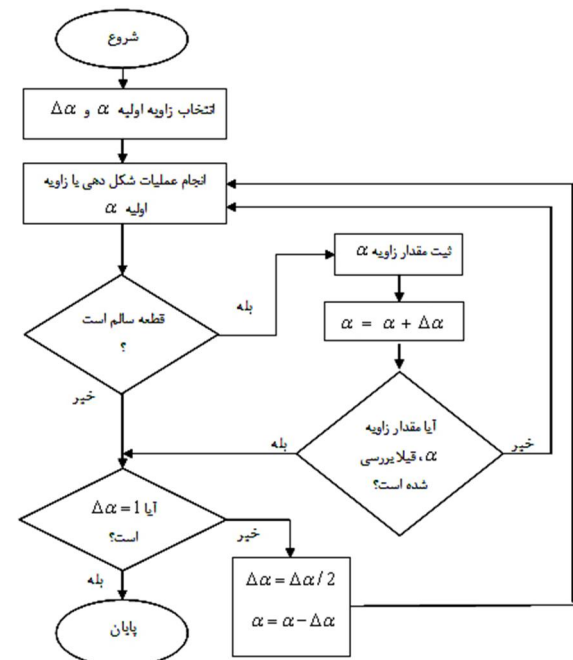 شروع
انتخاب زاویه اولیه α و Δα
انجام عملیات شکل دهی با زاویه
اولیه α
ثبت مقدار زاویه α
بله
قطعه سالم است
؟
α = α + Δα
خیر
آیا مقدار زاویه
α، قبلا بررسی
شده است؟
بله
خیر
آیا Δα = 1
است؟
خیر
Δα = Δα / 2
α = α − Δα
بله
پایان